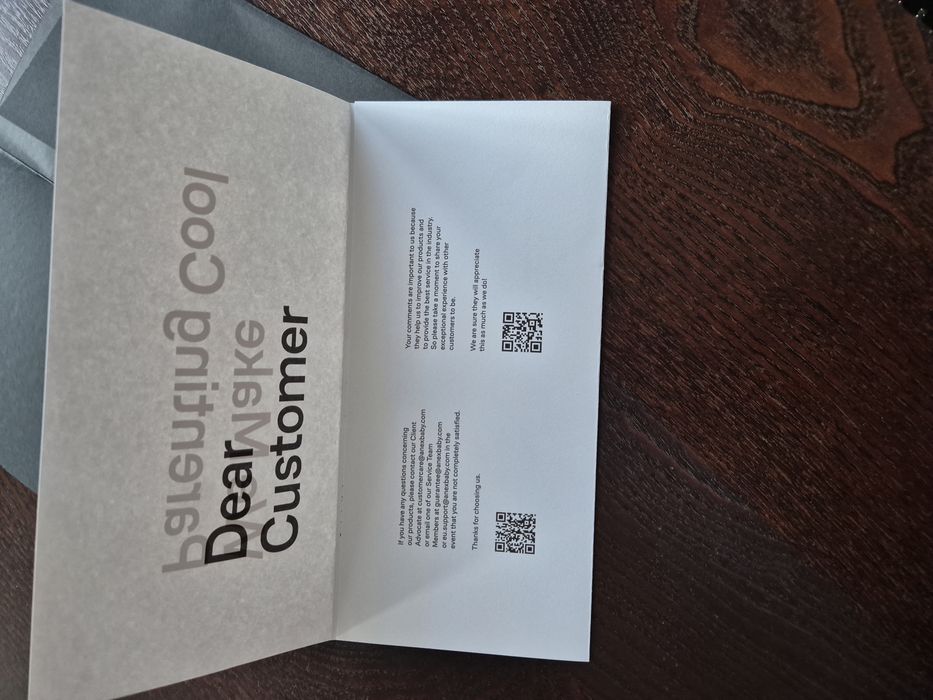 We Make
Parenting Cool
Dear
Customer
If you have any questions concerning
our products, please contact our Client
Advocate at customercare@anexbaby.com
or email one of our Service Team
Members at guarantee@anexbaby.com
or eu.support@anexbaby.com in the
event that you are not completely satisfied.
Thanks for choosing us.
Your comments are important to us because
they help us to improve our products and
to provide the best service in the industry.
So please take a moment to share your
exceptional experience with other
customers to be.
We are sure they will appreciate
this as much as we do!